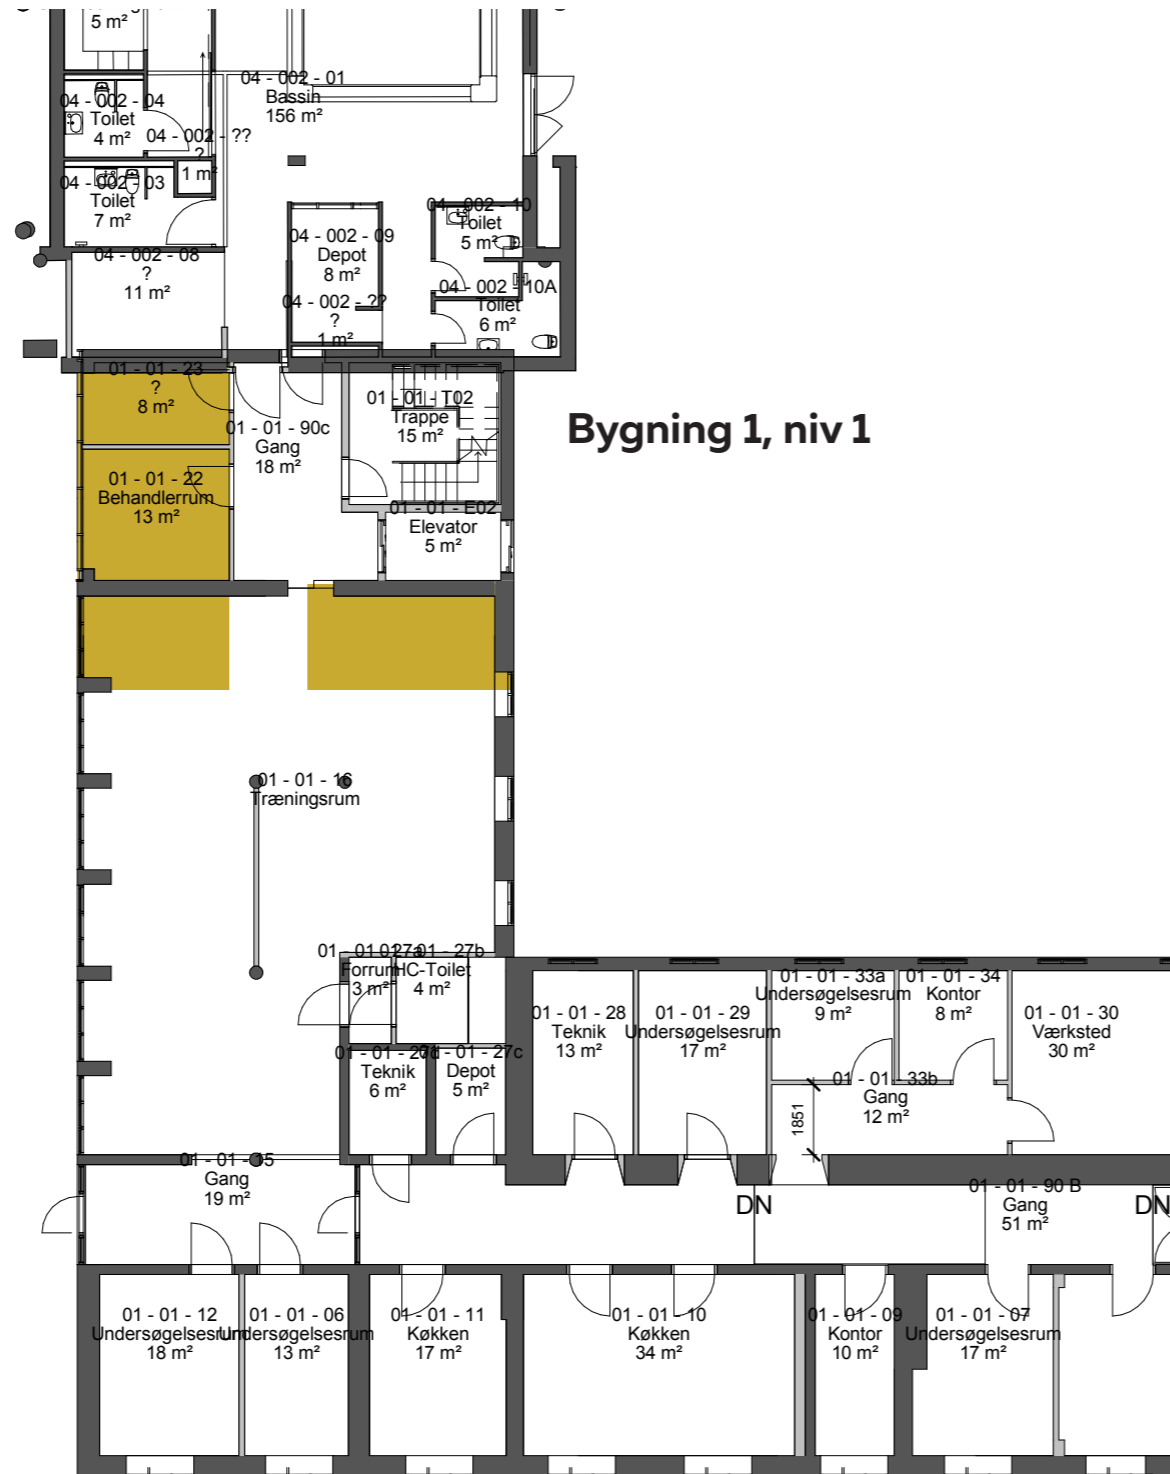 5 m²
04 - 002 - 01
Bassin
156 m²
04 - 002 - 04
Toilet
4 m²
04 - 002 - ??
?
1 m²
04 - 002 - 03
Toilet
7 m²
04 - 002 - 10
Toilet
5 m²
04 - 002 - 09
Depot
8 m²
04 - 002 - 08
?
11 m²
04 - 002 - 10A
Toilet
6 m²
04 - 002 - ??
?
1 m²
01 - 01 - 23
?
8 m²
01 - 01 - T02
Trappe
15 m²
Bygning 1, niv 1
01 - 01 - 90c
Gang
18 m²
01 - 01 - 22
Behandlerrum
13 m²
01 - 01 - E02
Elevator
5 m²
01 - 01 - 16
Træningsrum
01 - 01 - 27a
Forrum
3 m²
01 - 01 - 27b
HC-Toilet
4 m²
01 - 01 - 28
Teknik
13 m²
01 - 01 - 29
Undersøgelsesrum
17 m²
01 - 01 - 33a
Undersøgelsesrum
9 m²
01 - 01 - 34
Kontor
8 m²
01 - 01 - 30
Værksted
30 m²
01 - 01 - 27d
Teknik
6 m²
01 - 01 - 27c
Depot
5 m²
01 - 01 - 33b
Gang
12 m²
1851
01 - 01 - 15
Gang
19 m²
DN
01 - 01 - 90 B
Gang
51 m²
DN
01 - 01 - 12
Undersøgelsesrum
18 m²
01 - 01 - 06
Undersøgelsesrum
13 m²
01 - 01 - 11
Køkken
17 m²
01 - 01 - 10
Køkken
34 m²
01 - 01 - 09
Kontor
10 m²
01 - 01 - 07
Undersøgelsesrum
17 m²